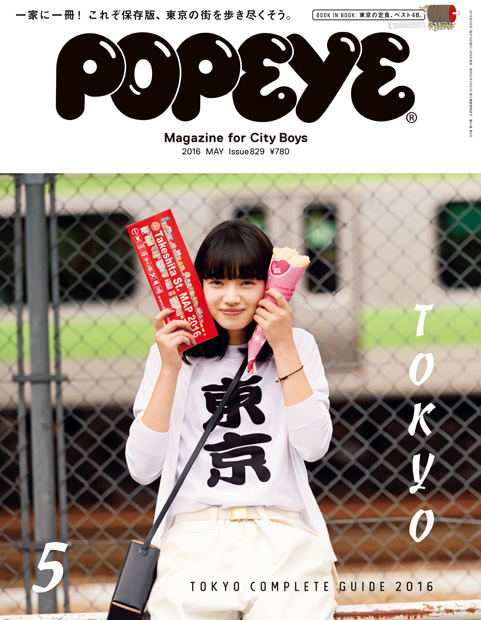 一家に一冊! これぞ保存版、東京の街を歩き尽くそう。
BOOK IN BOOK:東京の定食、ベスト48。
POPEYE®
Magazine for City Boys
2016 MAY Issue829 ¥780
Takeshita St. MAP 2016
東京
TOKYO
5
TOKYO COMPLETE GUIDE 2016